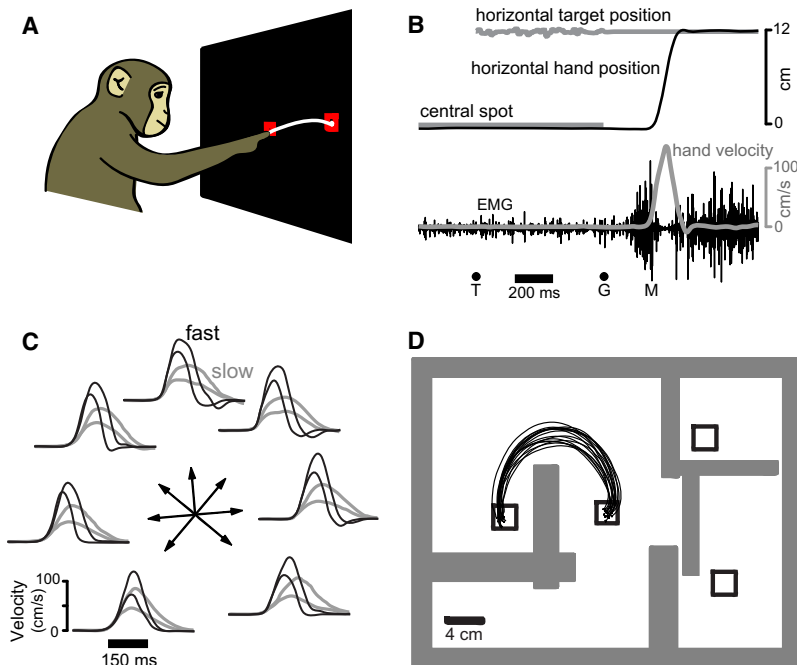 A
B
horizontal target position
12
horizontal hand position
cm
central spot
0
hand velocity
100
EMG
cm/s
0
T
200 ms
G
M
C
fast
slow
100
Velocity
(cm/s)
0
150 ms
D
4 cm